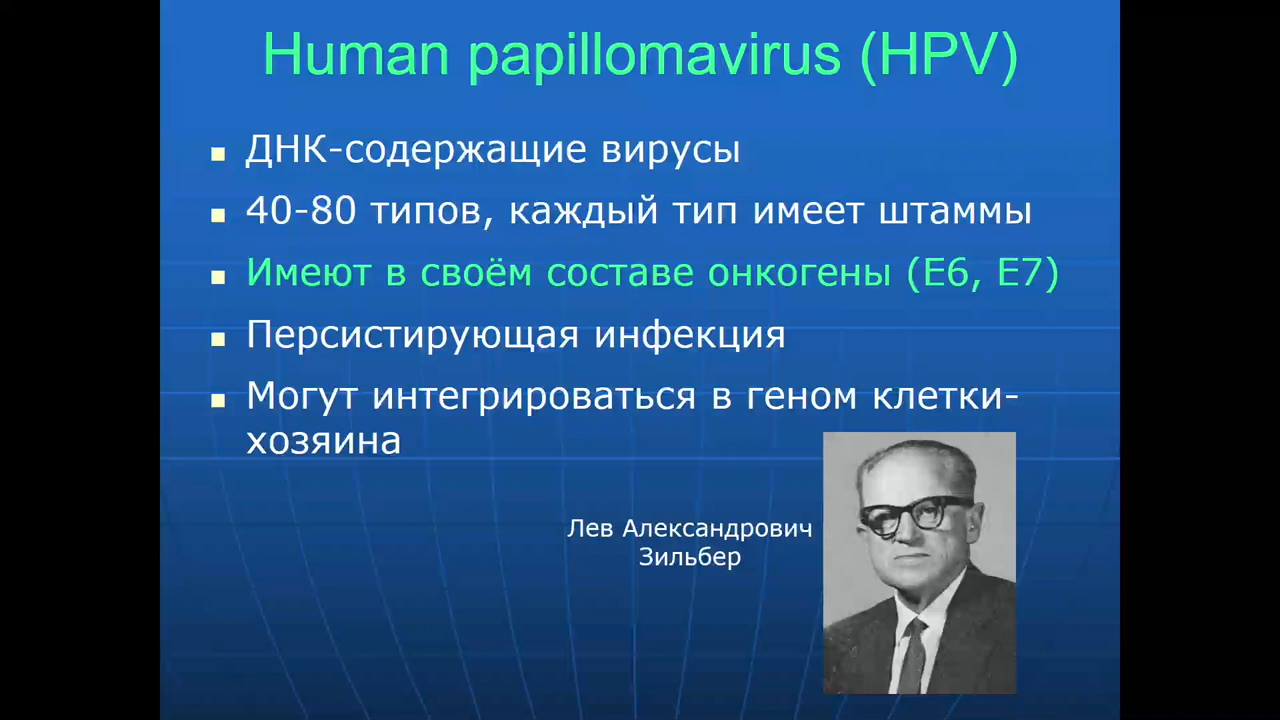 Human papillomavirus (HPV)
ДНК-содержащие вирусы
40-80 типов, каждый тип имеет штаммы
Имеют в своём составе онкогены (E6, E7)
Персистирующая инфекция
Могут интегрироваться в геном клетки-
хозяина
Лев Александрович
Зильбер